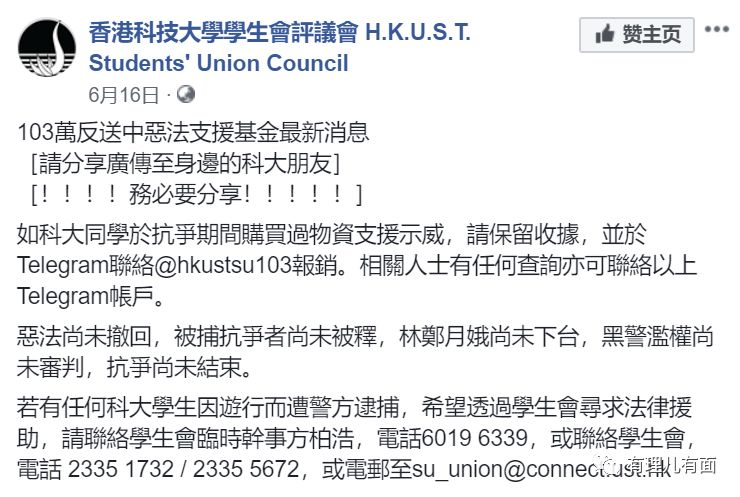 香港科技大學學生會評議會 H.K.U.S.T.
Students' Union Council
赞主页
6月16日 ·
103萬反送中惡法支援基金最新消息
［請分享廣傳至身邊的科大朋友］
［！！！！務必要分享！！！！！］
如科大同學於抗爭期間購買過物資支援示威，請保留收據，並於
Telegram聯絡@hkustsu103報銷。相關人士有任何查詢亦可聯絡以上
Telegram帳戶。
惡法尚未撤回，被捕抗爭者尚未被釋，林鄭月娥尚未下台，黑警濫權尚
未審判，抗爭尚未結束。
若有任何科大學生因遊行而遭警方逮捕，希望透過學生會尋求法律援
助，請聯絡學生會臨時幹事方柏浩，電話6019 6339，或聯絡學生會，
電話 2335 1732 / 2335 5672，或電郵至su_union@connect.ust.hk
有理儿有面